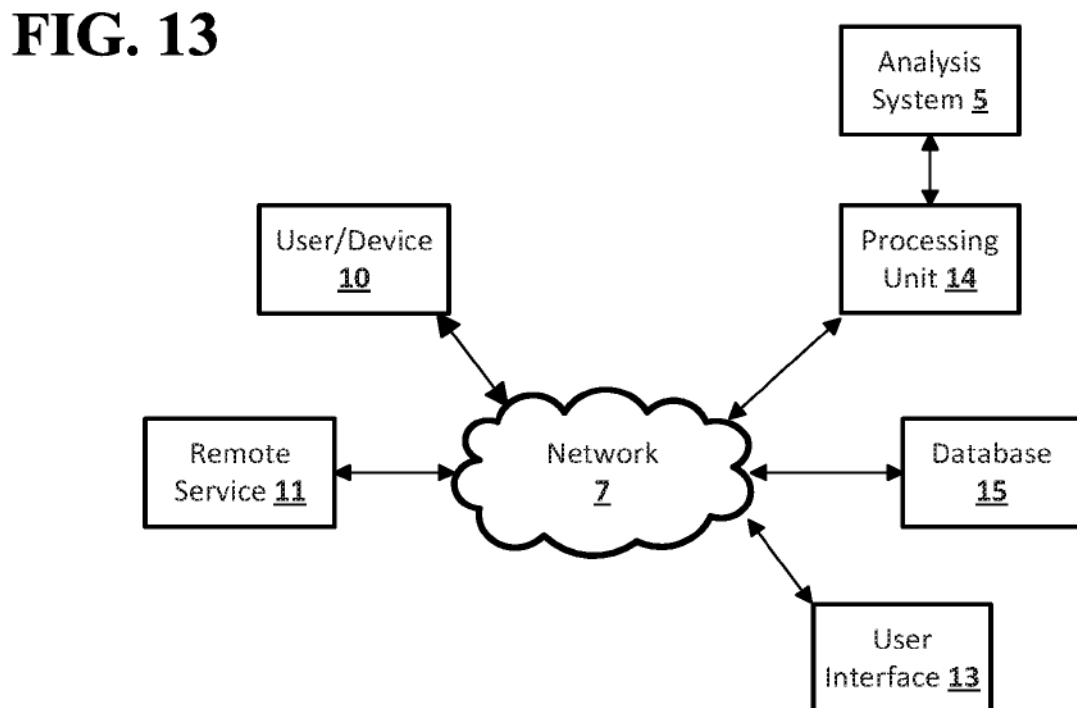 FIG. 13
Analysis
System 5
User/Device
10
Processing
Unit 14
Remote
Service 11
Network
7
Database
15
User
Interface 13